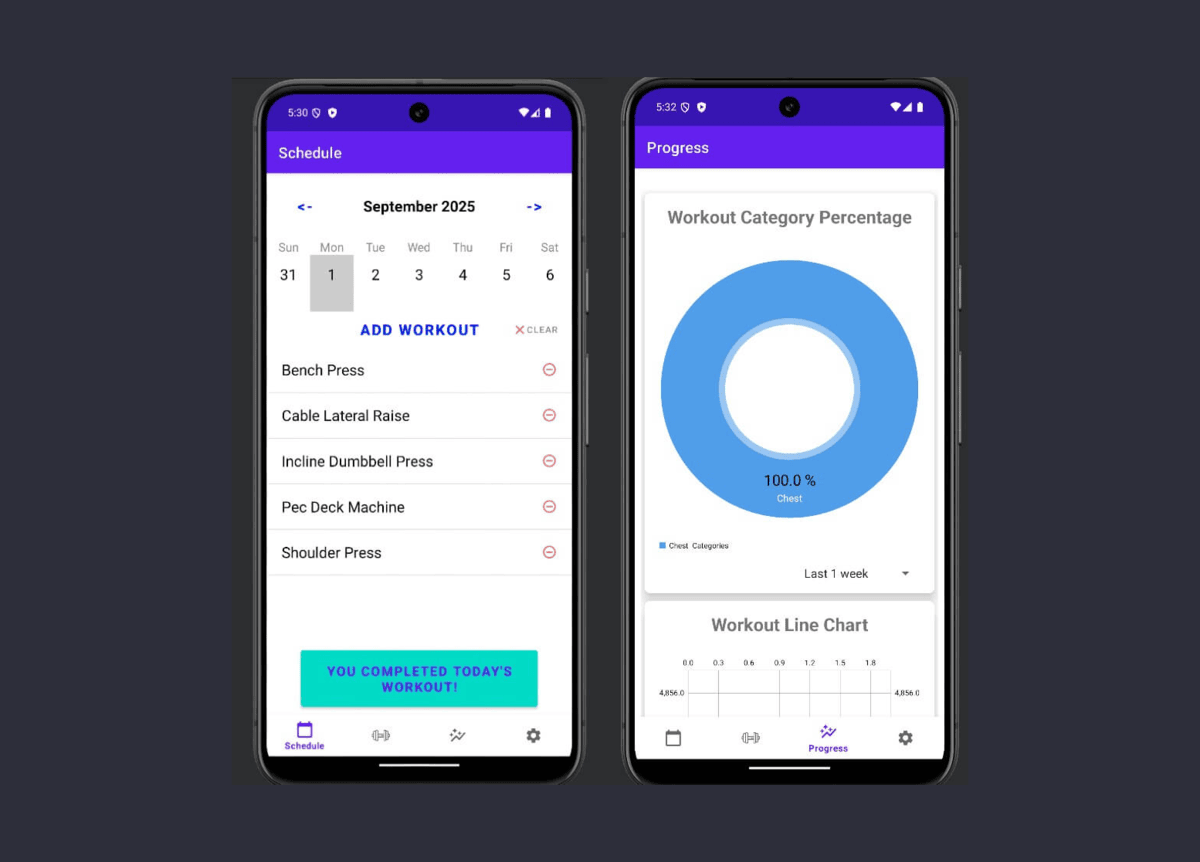 5:30
Schedule
<- September 2025 ->
Sun Mon Tue Wed Thu Fri Sat
31 1 2 3 4 5 6
ADD WORKOUT CLEAR
Bench Press
Cable Lateral Raise
Incline Dumbbell Press
Pec Deck Machine
Shoulder Press
YOU COMPLETED TODAY'S
WORKOUT!
Schedule
5:32
Progress
Workout Category Percentage
100.0 %
Chest
Chest Categories
Last 1 week
Workout Line Chart
0.0 0.3 0.6 0.9 1.2 1.5 1.8
4,856.0 4,856.0
Progress